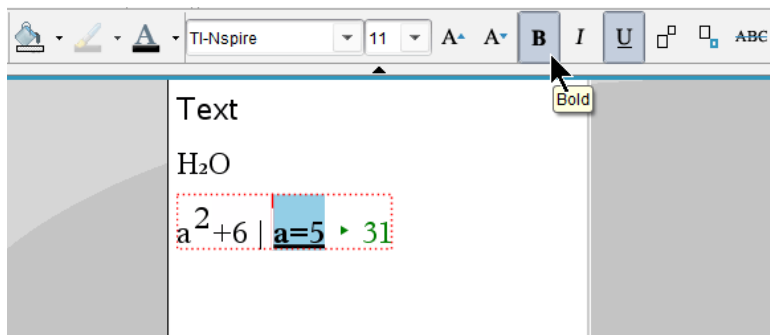 A TI-Nspire 11 A A B I U ABC
Bold
Text
H₂O
a²+6 | a=5 ▸ 31